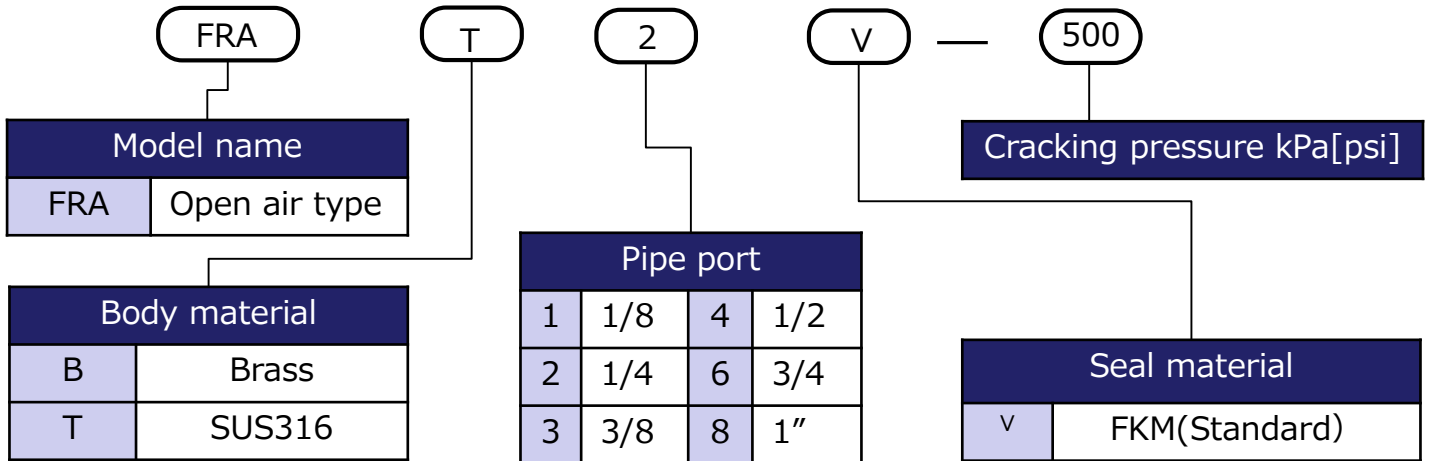 FRA T 2 V — 500
Model name
FRA Open air type
Cracking pressure kPa[psi]
Body material
B Brass
T SUS316
Pipe port
1 1/8 4 1/2
2 1/4 6 3/4
3 3/8 8 1”
Seal material
V FKM(Standard)